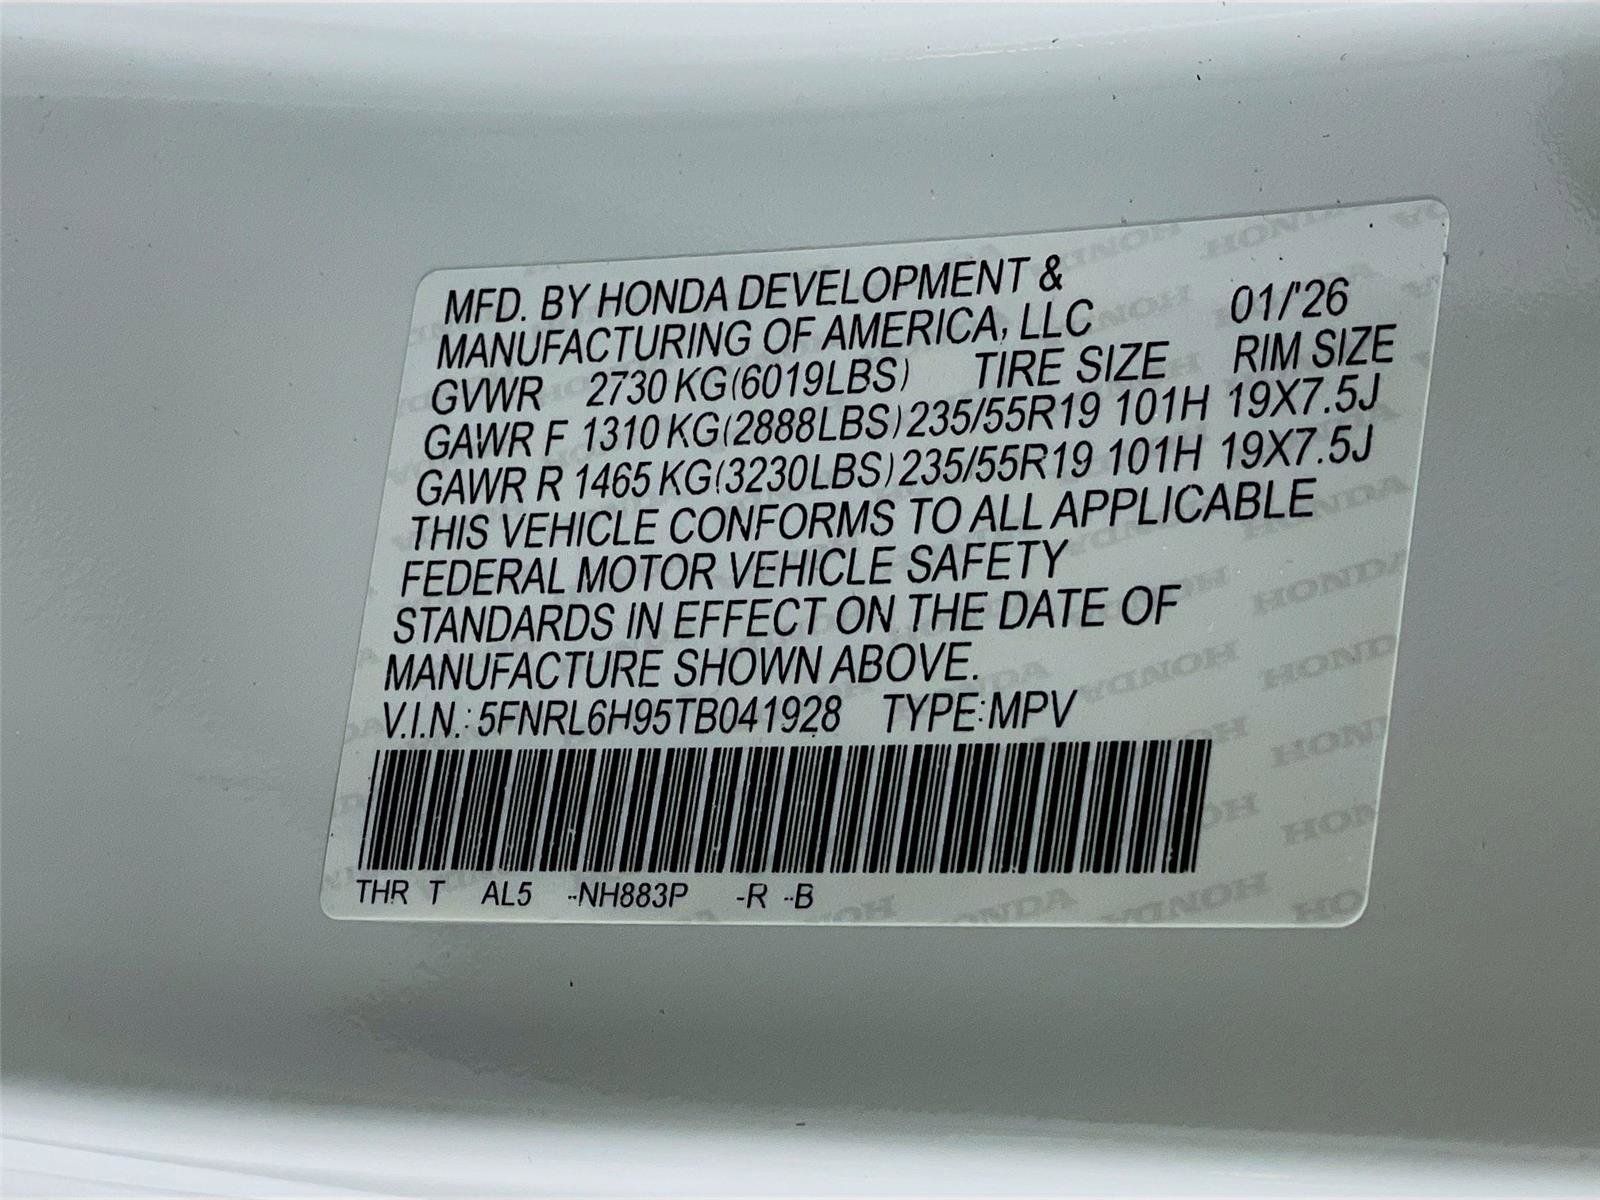 MFD. BY HONDA DEVELOPMENT &
MANUFACTURING OF AMERICA, LLC 01/'26
GVWR 2730 KG(6019LBS) TIRE SIZE RIM SIZE
GAWR F 1310 KG(2888LBS) 235/55R19 101H 19X7.5J
GAWR R 1465 KG(3230LBS) 235/55R19 101H 19X7.5J
THIS VEHICLE CONFORMS TO ALL APPLICABLE
FEDERAL MOTOR VEHICLE SAFETY
STANDARDS IN EFFECT ON THE DATE OF
MANUFACTURE SHOWN ABOVE.
V.I.N.: 5FNRL6H95TB041928 TYPE:MPV
THR T AL5 --NH883P -R --B